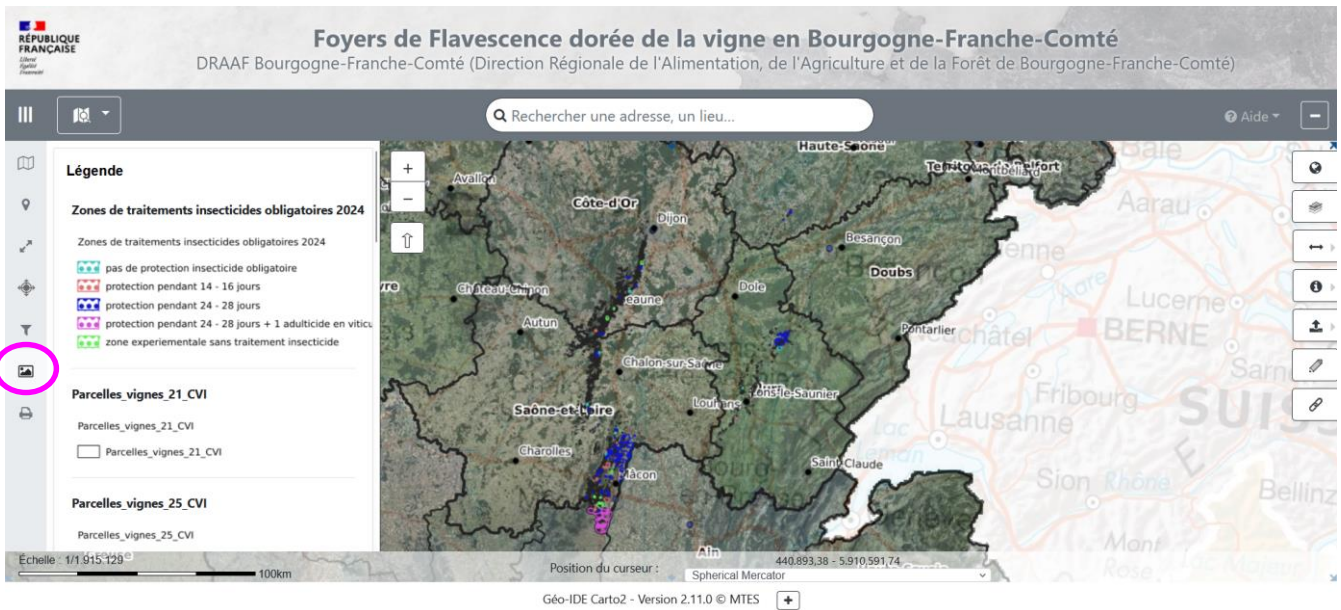 RÉPUBLIQUE
FRANÇAISE
Liberté
Égalité
Fraternité
Foyers de Flavescence dorée de la vigne en Bourgogne-Franche-Comté
DRAAF Bourgogne-Franche-Comté (Direction Régionale de l'Alimentation, de l'Agriculture et de la Forêt de Bourgogne-Franche-Comté)
Rechercher une adresse, un lieu...
Aide
Légende
Zones de traitements insecticides obligatoires 2024
Zones de traitements insecticides obligatoires 2024
pas de protection insecticide obligatoire
protection pendant 14 - 16 jours
protection pendant 24 - 28 jours
protection pendant 24 - 28 jours + 1 adulticide en viticu
zone experiementale sans traitement insecticide
Parcelles_vignes_21_CVI
Parcelles_vignes_21_CVI
Parcelles_vignes_21_CVI
Parcelles_vignes_25_CVI
Parcelles_vignes_25_CVI
Haute-Saône
Territoire de Belfort
Montbéliard
Bâle
Avallon
Côte-d'Or
Dijon
Aarau
Besançon
Doubs
Château-Chinon
Beaune
Dole
Lucerne
BERNE
Autun
Pontarlier
Chalon-sur-Saône
Lons-le-Saunier
Louhans
Fribourg
Saône-et-Loire
Lausanne
Charolles
Mâcon
Saint-Claude
Sion
Rhône
Bellinz
Ain
Mont
Rose
Échelle : 1/1.915.129
100km
Position du curseur :
440.893,38 - 5.910.591,74
Spherical Mercator
Géo-IDE Carto2 - Version 2.11.0 © MTES